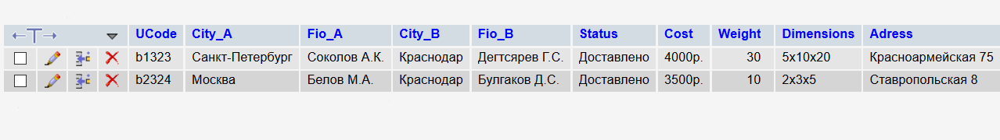 UCode City_A Fio_A City_B Fio_B Status Cost Weight Dimensions Adress
b1323 Санкт-Петербург Соколов А.К. Краснодар Дегтсярев Г.С. Доставлено 4000р. 30 5x10x20 Красноармейская 75
b2324 Москва Белов М.А. Краснодар Булгаков Д.С. Доставлено 3500р. 10 2x3x5 Ставропольская 8